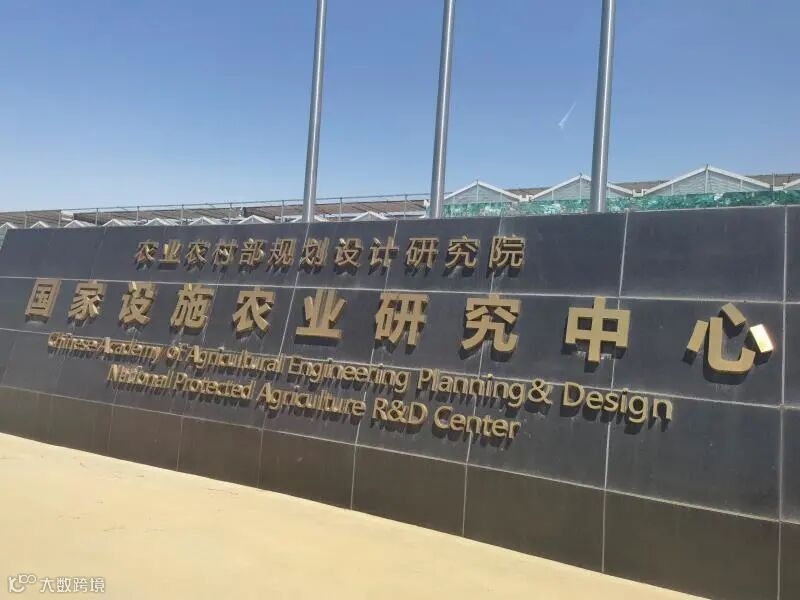 农业农村部规划设计研究院
国家设施农业研究中心
Chinese Academy of Agricultural Engineering Planning& Design
National Protected Agriculture R&D Center
大数跨境